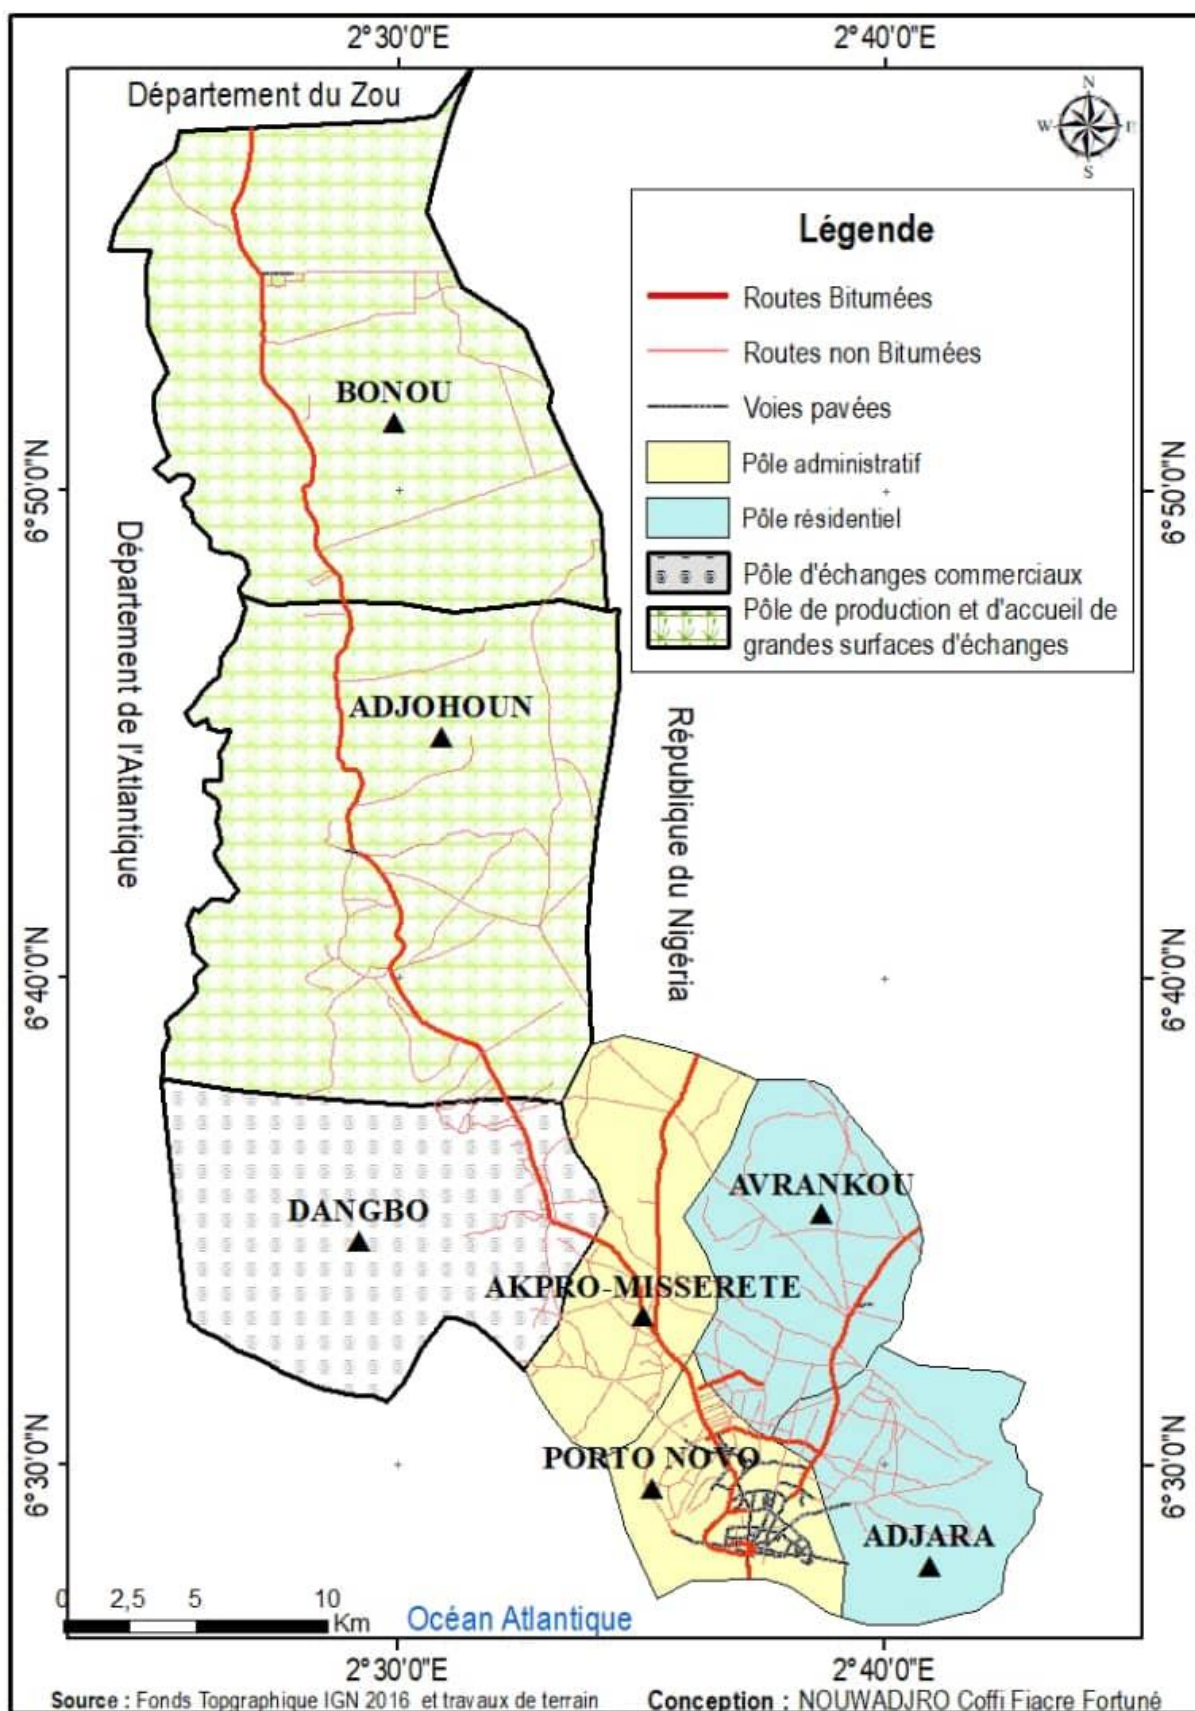 2°30'0"E
2°40'0"E
Département du Zou
N
W
E
S
Légende
Routes Bitumées
Routes non Bitumées
Voies pavées
Pôle administratif
Pôle résidentiel
Pôle d'échanges commerciaux
Pôle de production et d'accueil de
grandes surfaces d'échanges
BONOU
6°50'0"N
6°50'0"N
Département de l'Atlantique
ADJOHOUN
République du Nigéria
6°40'0"N
6°40'0"N
AVRANKOU
DANGBO
AKPRO-MISSERETE
PORTO NOVO
6°30'0"N
6°30'0"N
ADJARA
0 2,5 5 10
Km
Océan Atlantique
2°30'0"E
2°40'0"E
Source : Fonds Topgraphique IGN 2016 et travaux de terrain
Conception : NOUWADJRO Coffi Fiacre Fortuné